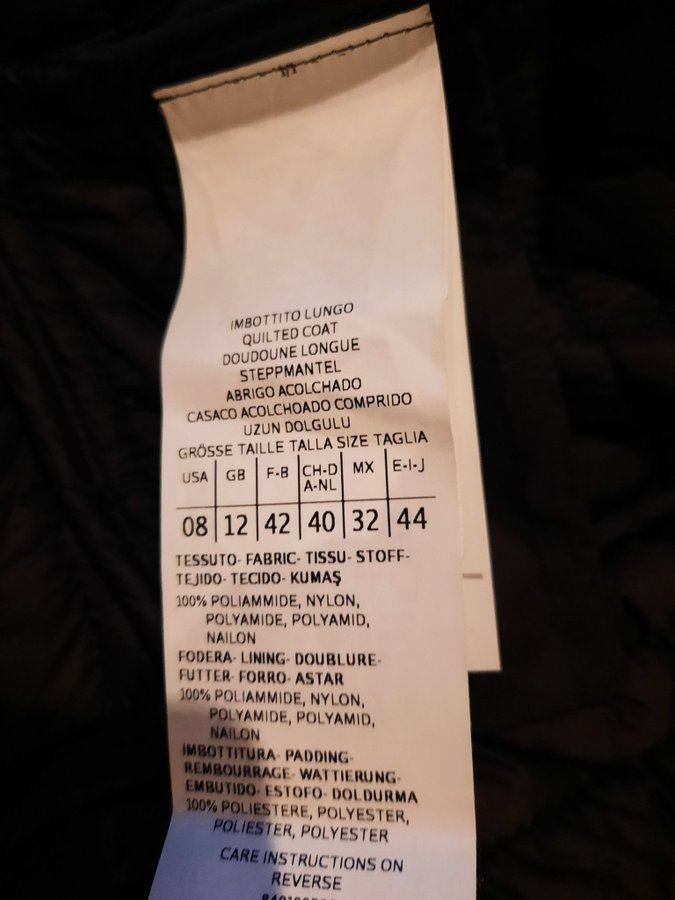 1/1
IMBOTTITO LUNGO
QUILTED COAT
DOUDOUNE LONGUE
STEPPMANTEL
ABRIGO ACOLCHADO
CASACO ACOLCHOADO COMPRIDO
UZUN DOLGULU
GRÖSSE TAILLE TALLA SIZE TAGLIA
USA GB F-B CH-D A-NL MX E-I-J
08 12 42 40 32 44
TESSUTO- FABRIC- TISSU- STOFF-
TEJIDO- TECIDO- KUMAŞ
100% POLIAMMIDE, NYLON,
POLYAMIDE, POLYAMID,
NAILON
FODERA- LINING- DOUBLURE-
FUTTER- FORRO- ASTAR
100% POLIAMMIDE, NYLON,
POLYAMIDE, POLYAMID,
NAILON
IMBOTTITURA- PADDING-
REMBOURRAGE- WATTIERUNG-
EMBUTIDO- ESTOFO- DOLDURMA
100% POLIESTERE, POLYESTER,
POLIESTER, POLYESTER
CARE INSTRUCTIONS ON
REVERSE